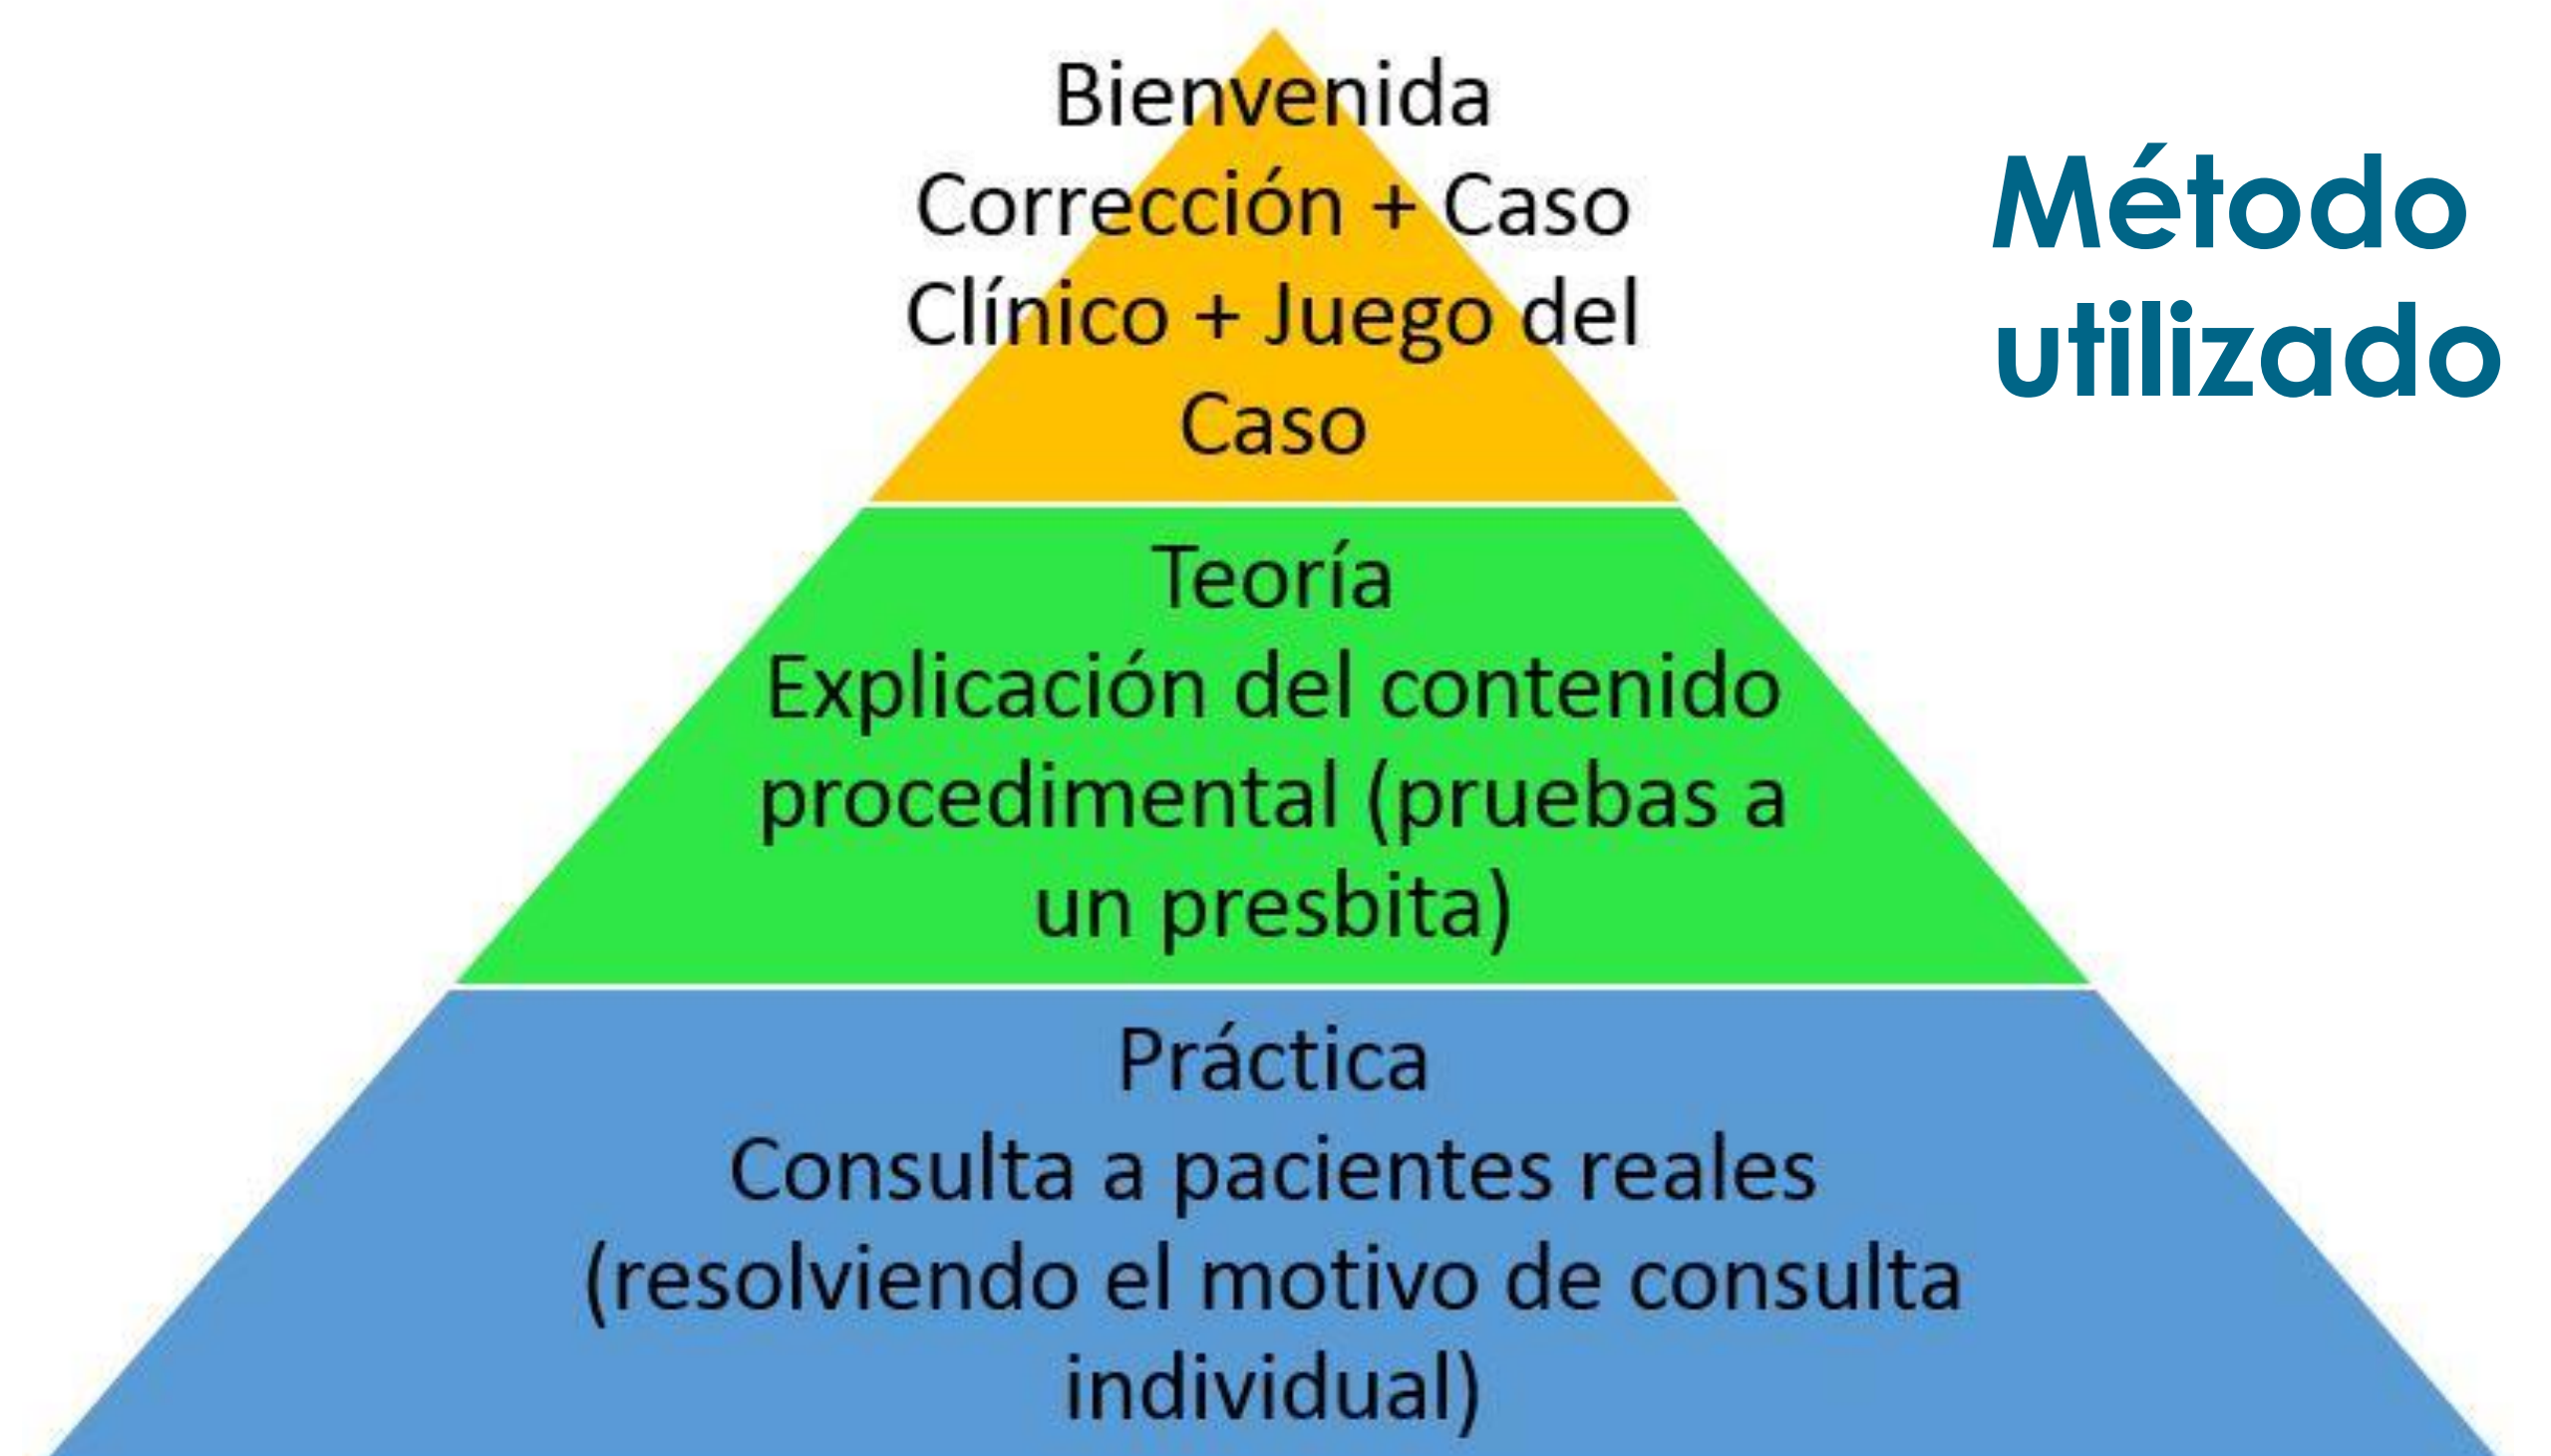 Bienvenida
Corrección + Caso
Clínico + Juego del
Caso
Método
utilizado
Teoría
Explicación del contenido
procedimental (pruebas a
un presbita)
Práctica
Consulta a pacientes reales
(resolviendo el motivo de consulta
individual)